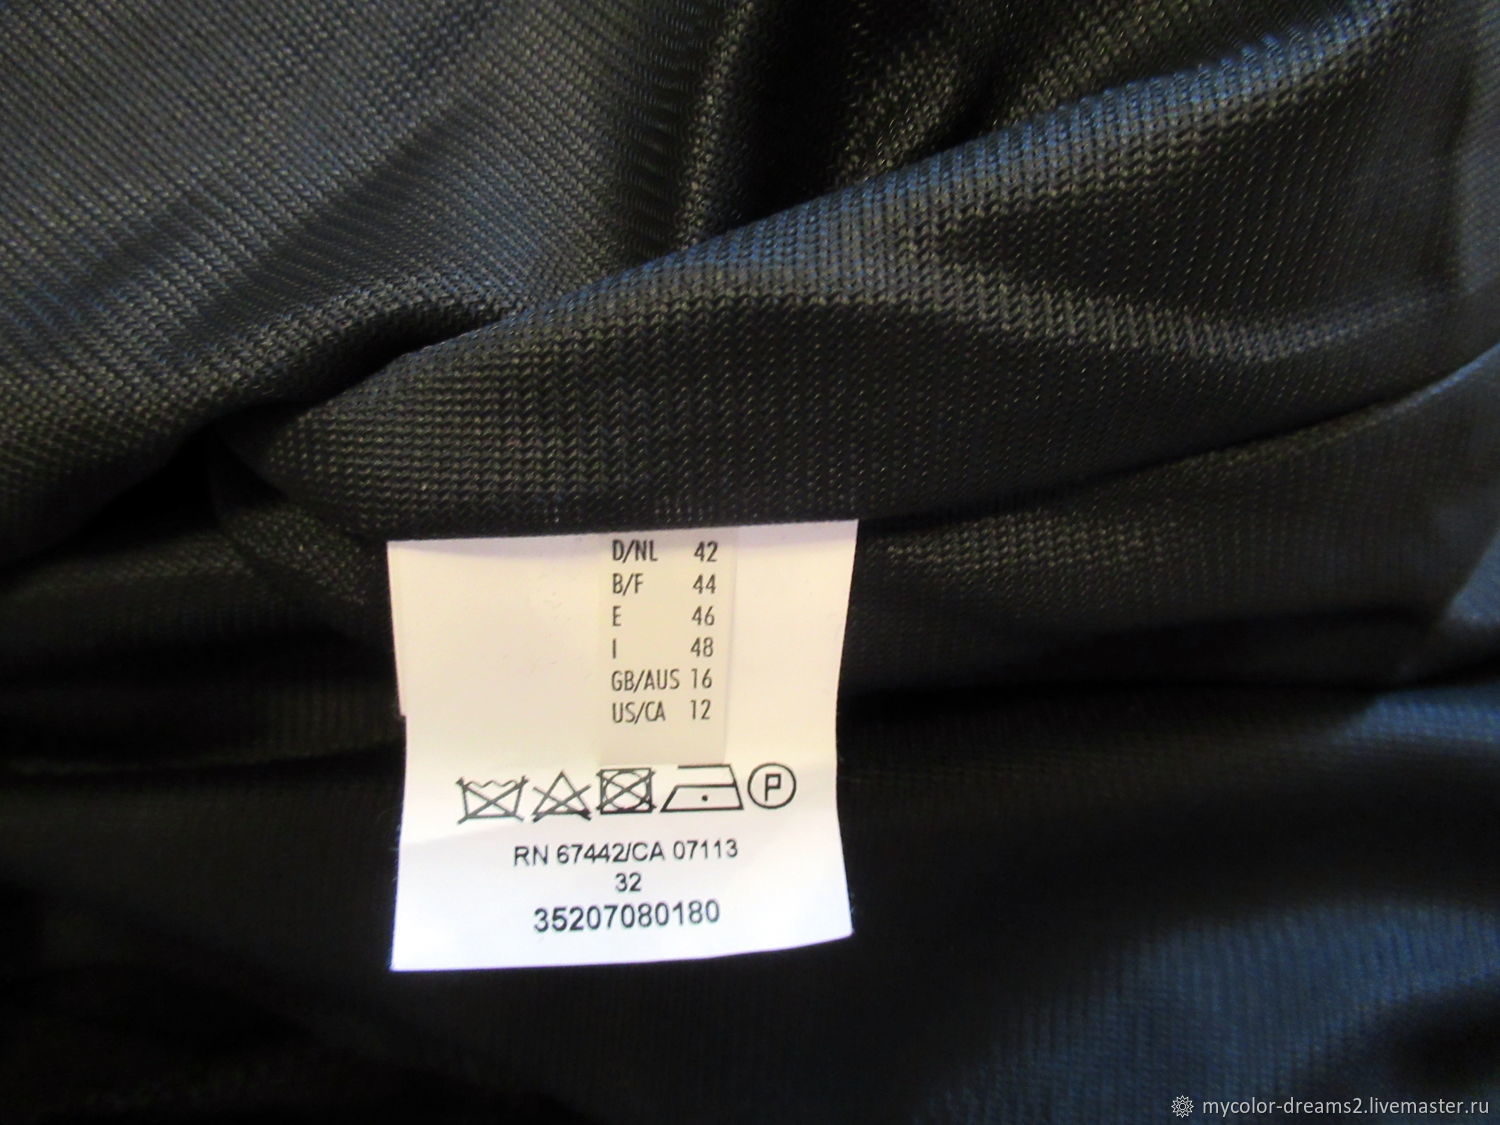 D/NL 42
B/F 44
E 46
I 48
GB/AUS 16
US/CA 12
P
RN 67442/CA 07113
32
35207080180
mycolor-dreams2.livemaster.ru